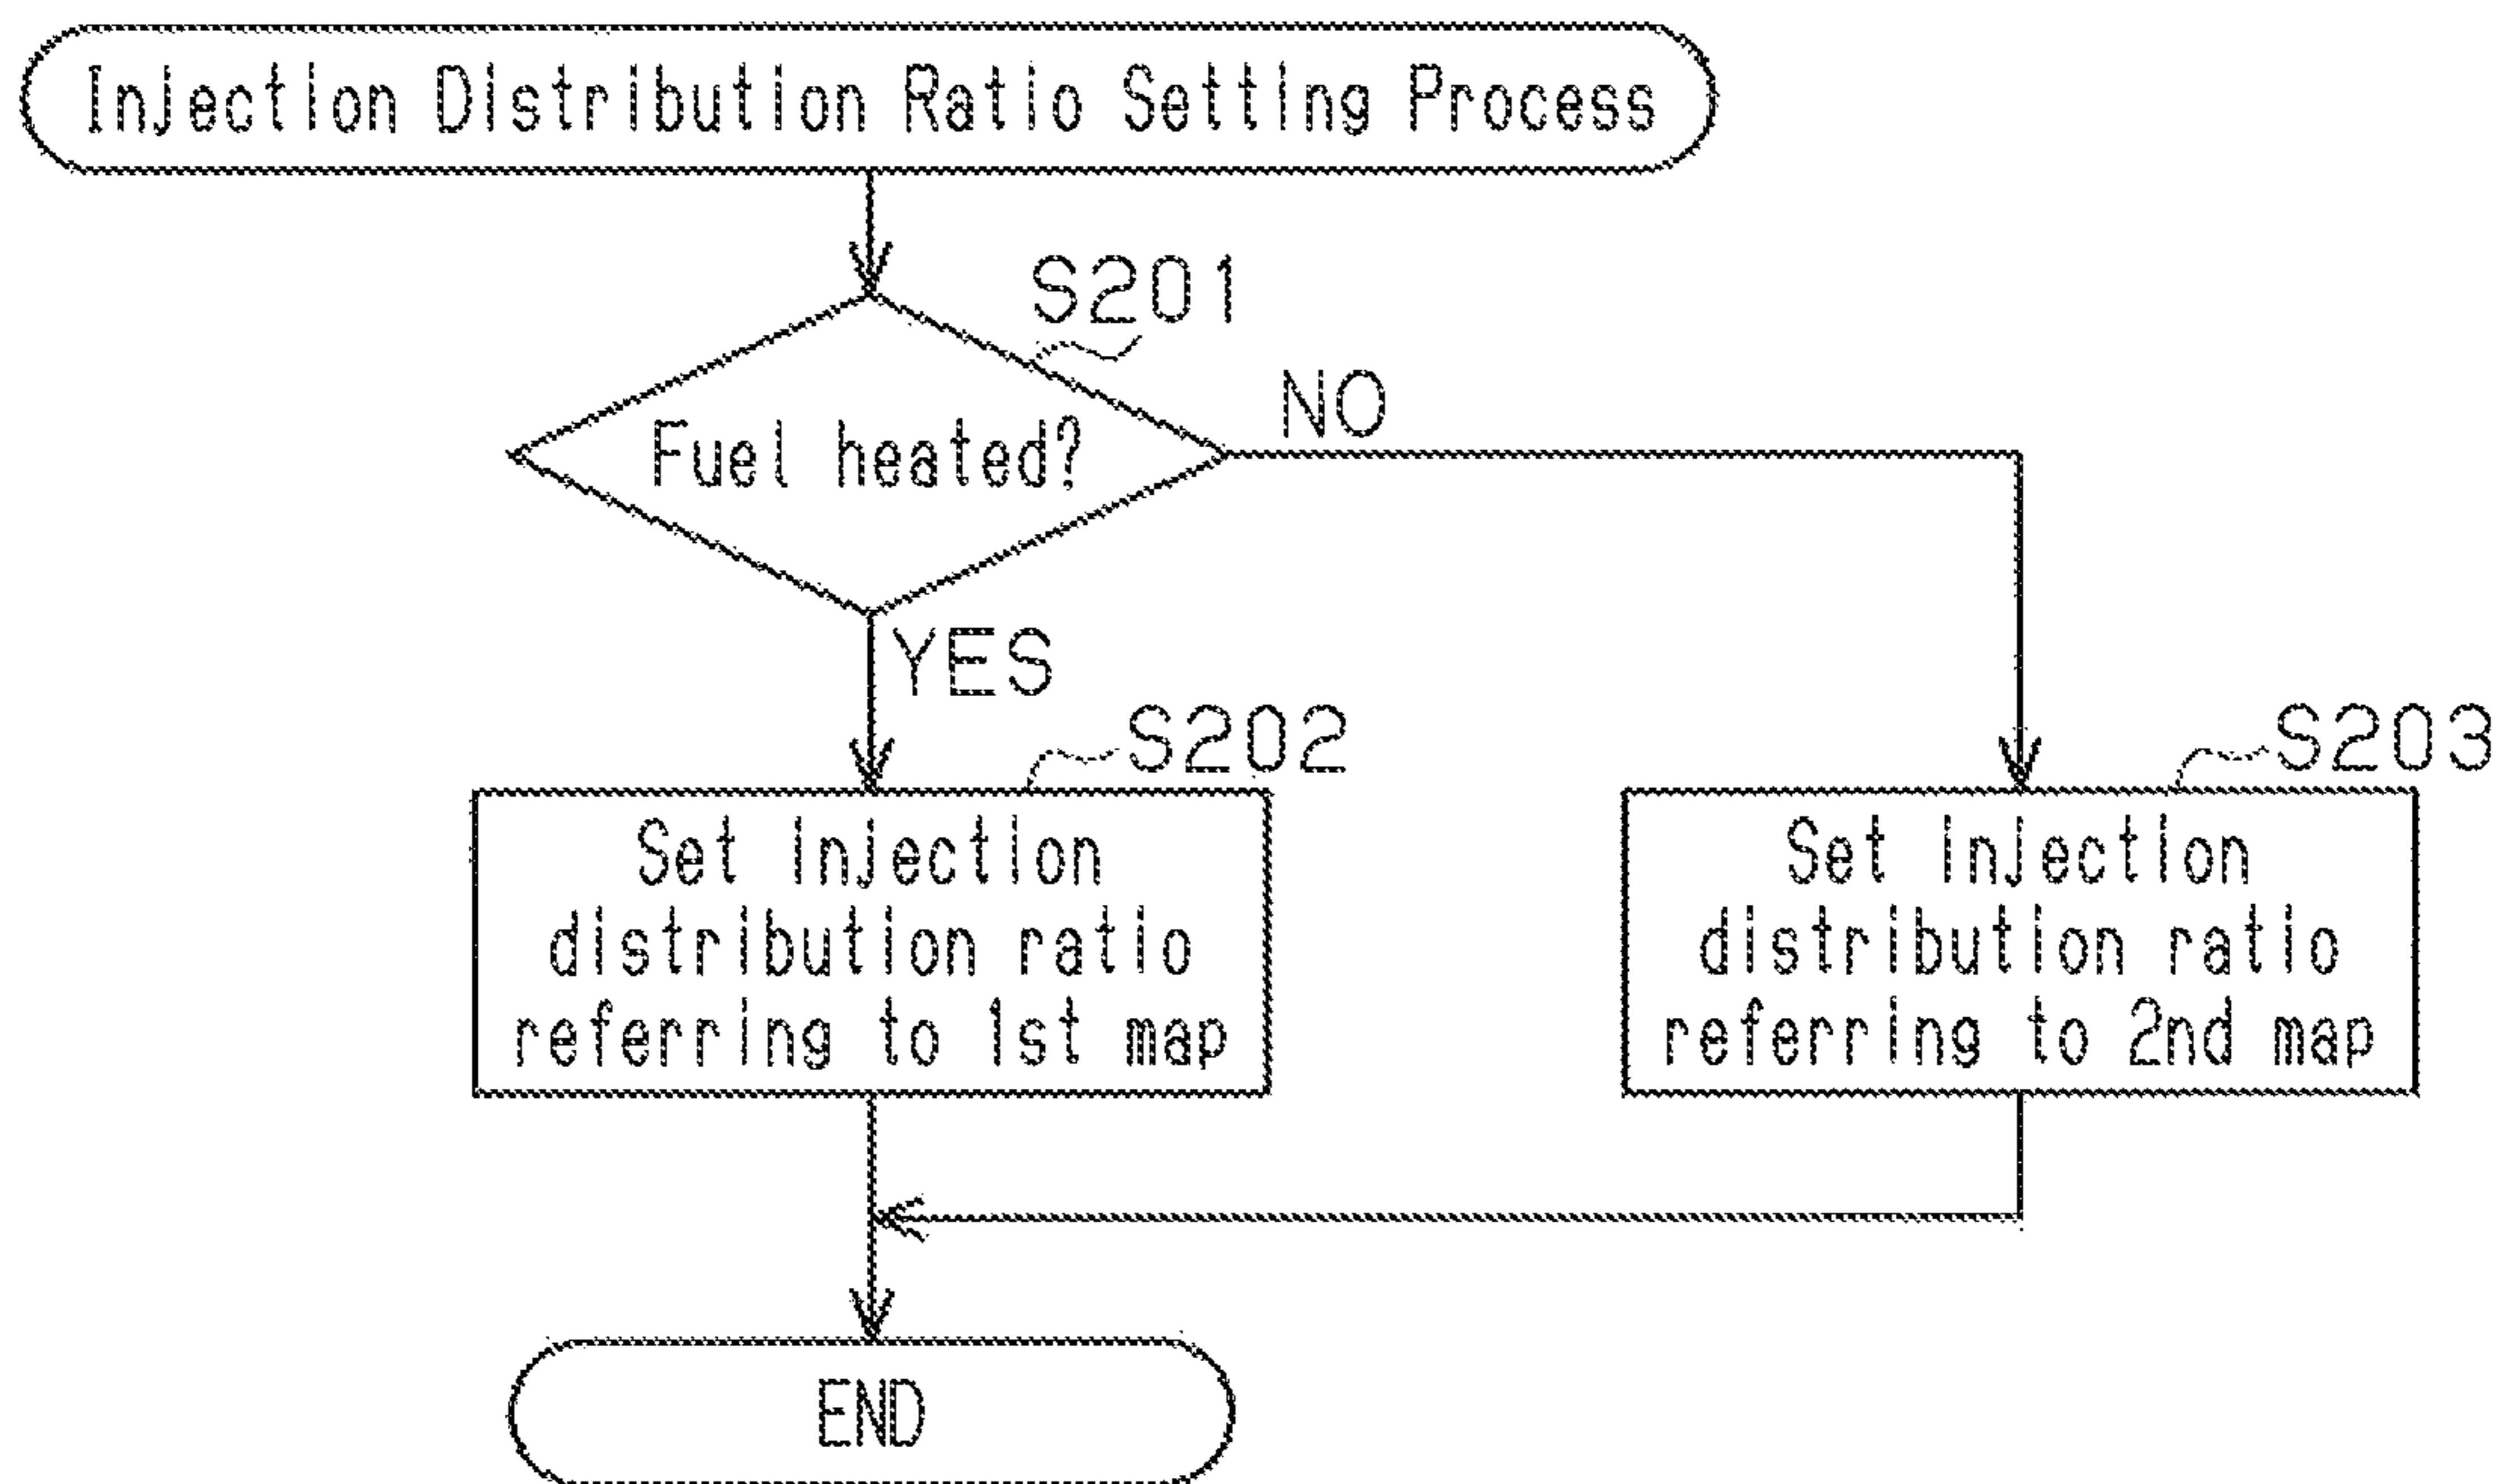 Injection Distribution Ratio Setting Process
S201
Fuel heated?
NO
YES
S202
S203
Set injection
distribution ratio
referring to 1st map
Set injection
distribution ratio
referring to 2nd map
END